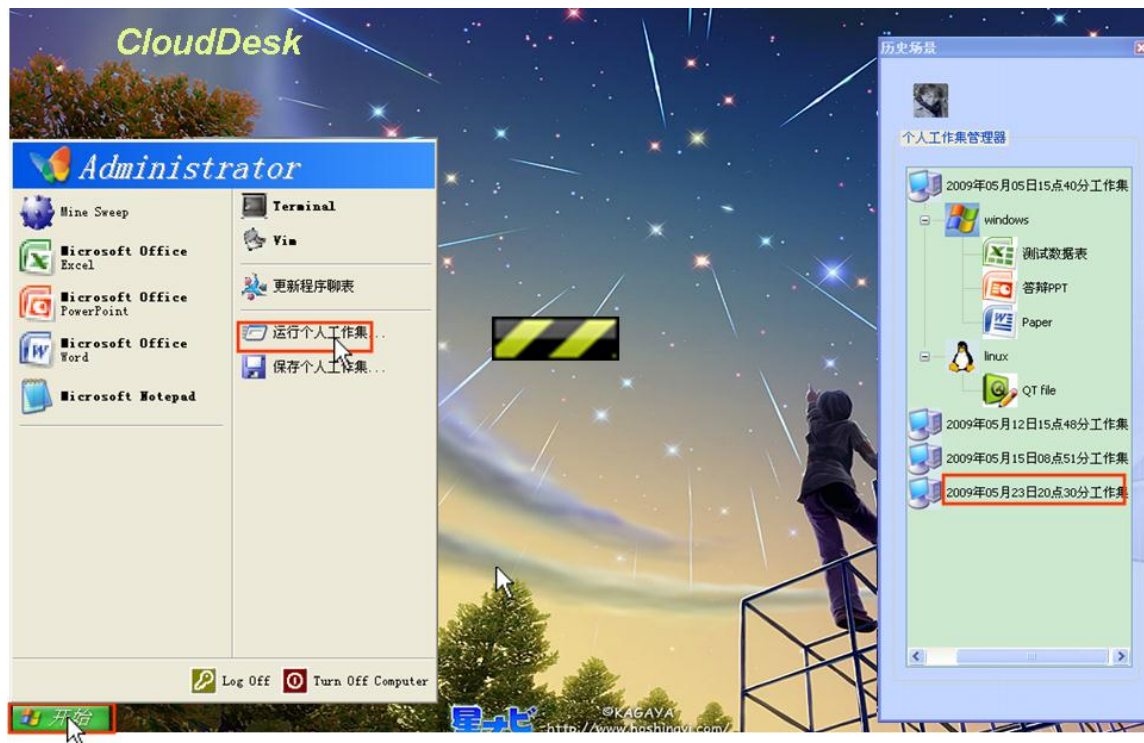 CloudDesk
Administrator
Mine Sweep
Microsoft Office
Excel
Microsoft Office
PowerPoint
Microsoft Office
Word
Microsoft Notepad
Terminal
Vim
更新程序聊表
运行个人工作集...
保存个人工作集...
Log Off
Turn Off Computer
开始
历史场景
个人工作集管理器
2009年05月05日15点40分工作集
windows
测试数据表
答辩PPT
Paper
linux
QT file
2009年05月12日15点48分工作集
2009年05月15日08点51分工作集
2009年05月23日20点30分工作集
星ナビ
©KAGAYA
http://www.hoshinavi.com/